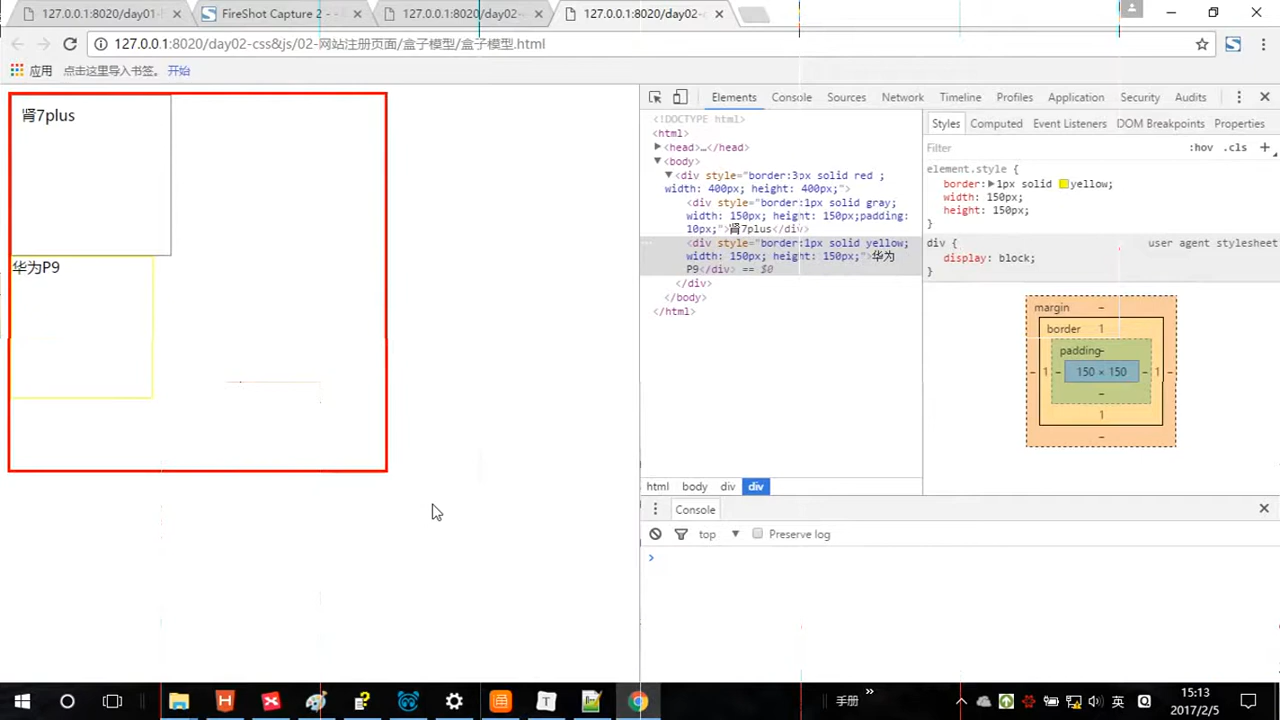 127.0.0.1:8020/day01-
FireShot Capture 2 - -
127.0.0.1:8020/day02-
127.0.0.1:8020/day02-
127.0.0.1:8020/day02-css&js/02-网站注册页面/盒子模型/盒子模型.html
应用 点击这里导入书签。 开始
肾7plus
华为P9
Elements Console Sources Network Timeline Profiles Application Security Audits
<!DOCTYPE html>
<html>
<head>…</head>
<body>
<div style="border:3px solid red ;
width: 400px; height: 400px;">
<div style="border:1px solid gray;
width: 150px; height: 150px;padding:
10px;">肾7plus</div>
<div style="border:1px solid yellow;
width: 150px; height: 150px;">华为
P9</div> == $0
</div>
</body>
</html>
html body div div
Styles Computed Event Listeners DOM Breakpoints Properties
Filter :hov .cls +
element.style {
border: 1px solid yellow;
width: 150px;
height: 150px;
}
div { user agent stylesheet
display: block;
}
margin –
border 1
padding –
– 1 – 150 × 150 – 1 –
–
1
–
Console
top Preserve log
>
手册 » 英 15:13
2017/2/5